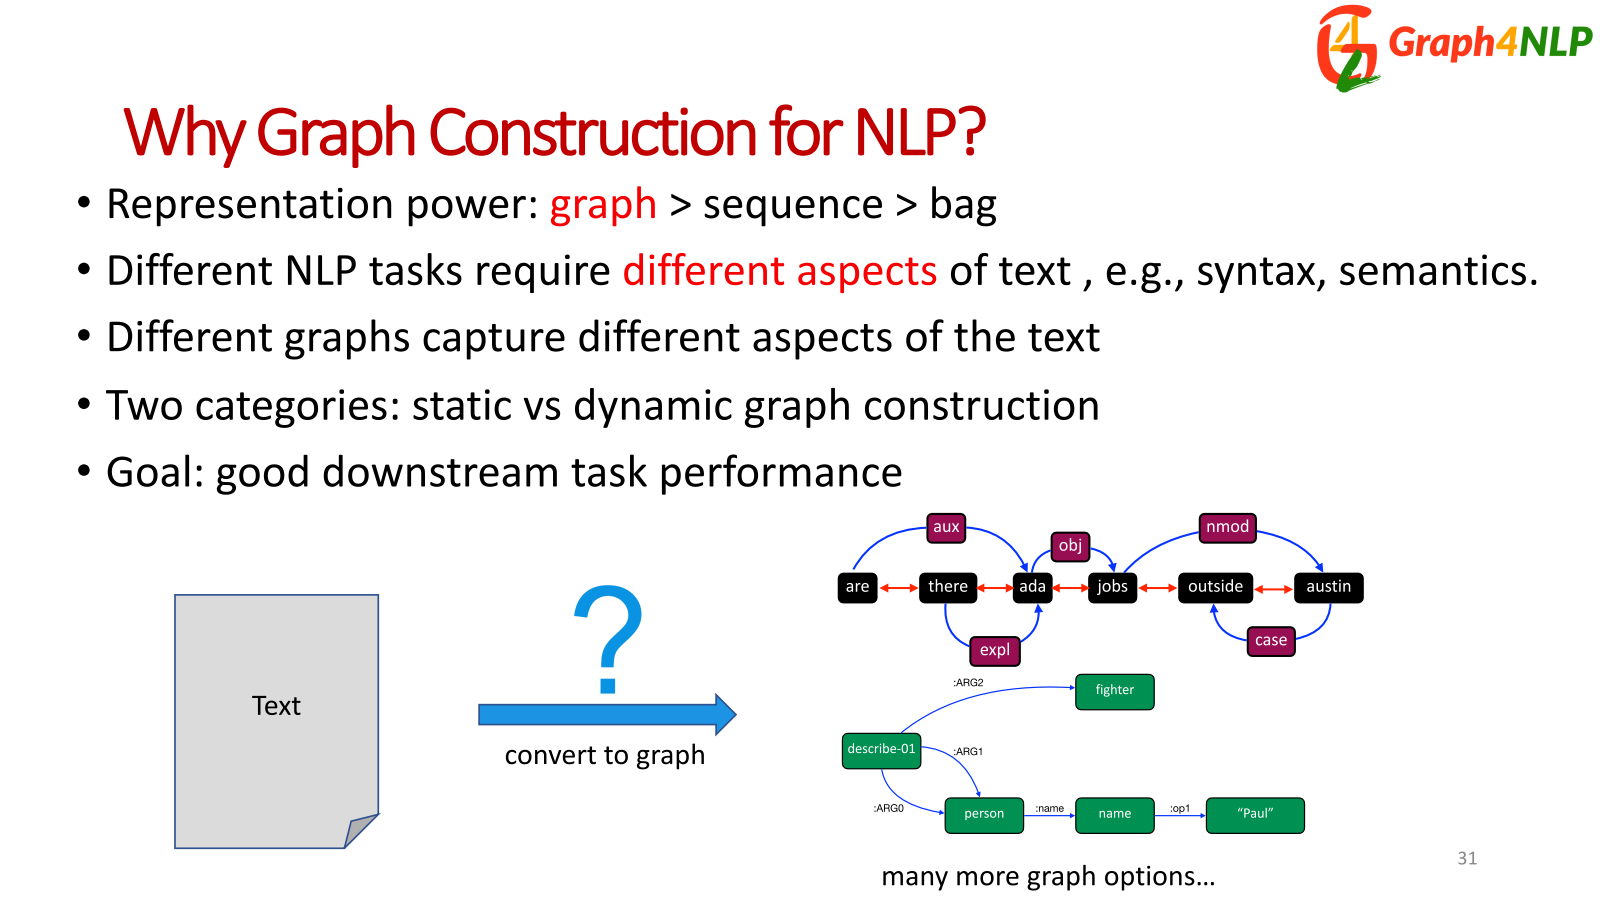 Graph4NLP
Why Graph Construction for NLP?
• Representation power: graph > sequence > bag
• Different NLP tasks require different aspects of text , e.g., syntax, semantics.
• Different graphs capture different aspects of the text
• Two categories: static vs dynamic graph construction
• Goal: good downstream task performance
aux
nmod
obj
are there ada jobs outside austin
case
expl
Text
?
convert to graph
:ARG2
fighter
describe-01
:ARG1
:ARG0
person
:name
name
:op1
“Paul”
many more graph options...
31